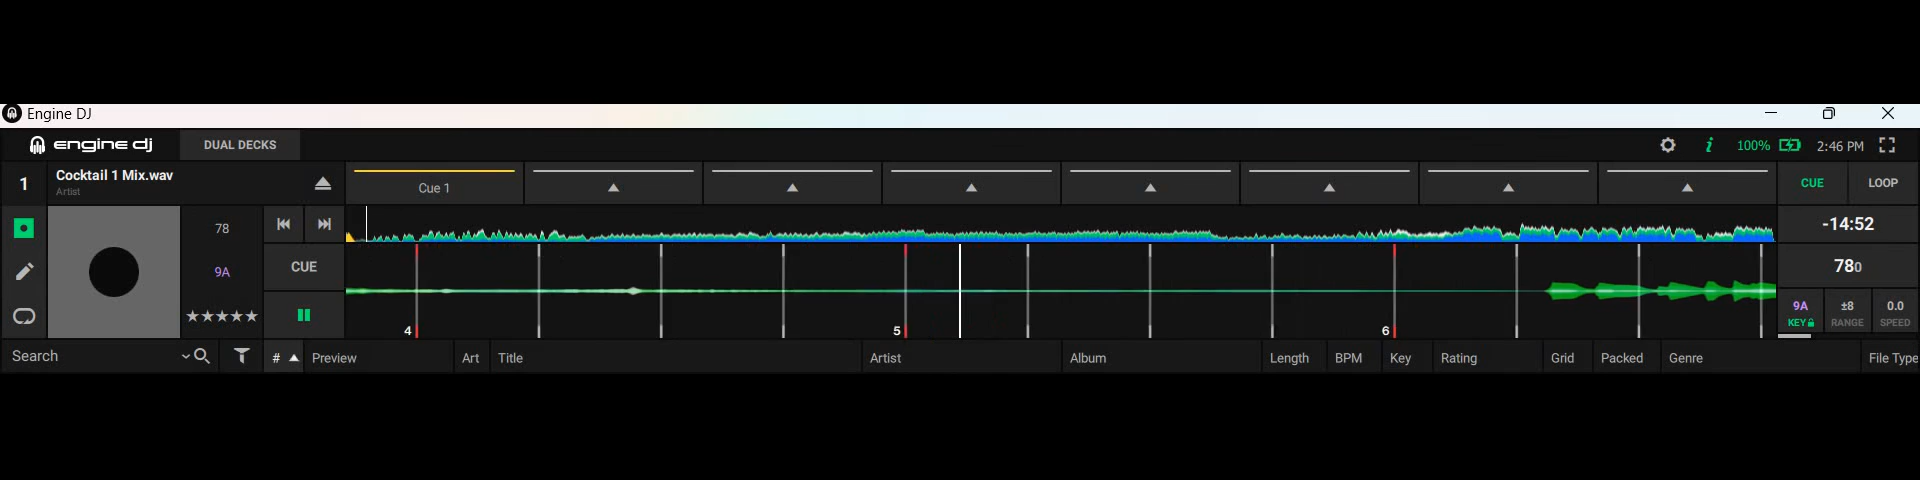 Engine DJ
engine dj
DUAL DECKS
100%
2:46 PM
1
Cocktail 1 Mix.wav
Artist
Cue 1
CUE
LOOP
78
-14:52
9A
CUE
780
4
5
6
9A
±8
0.0
KEY
RANGE
SPEED
Search
#
Preview
Art
Title
Artist
Album
Length
BPM
Key
Rating
Grid
Packed
Genre
File Type